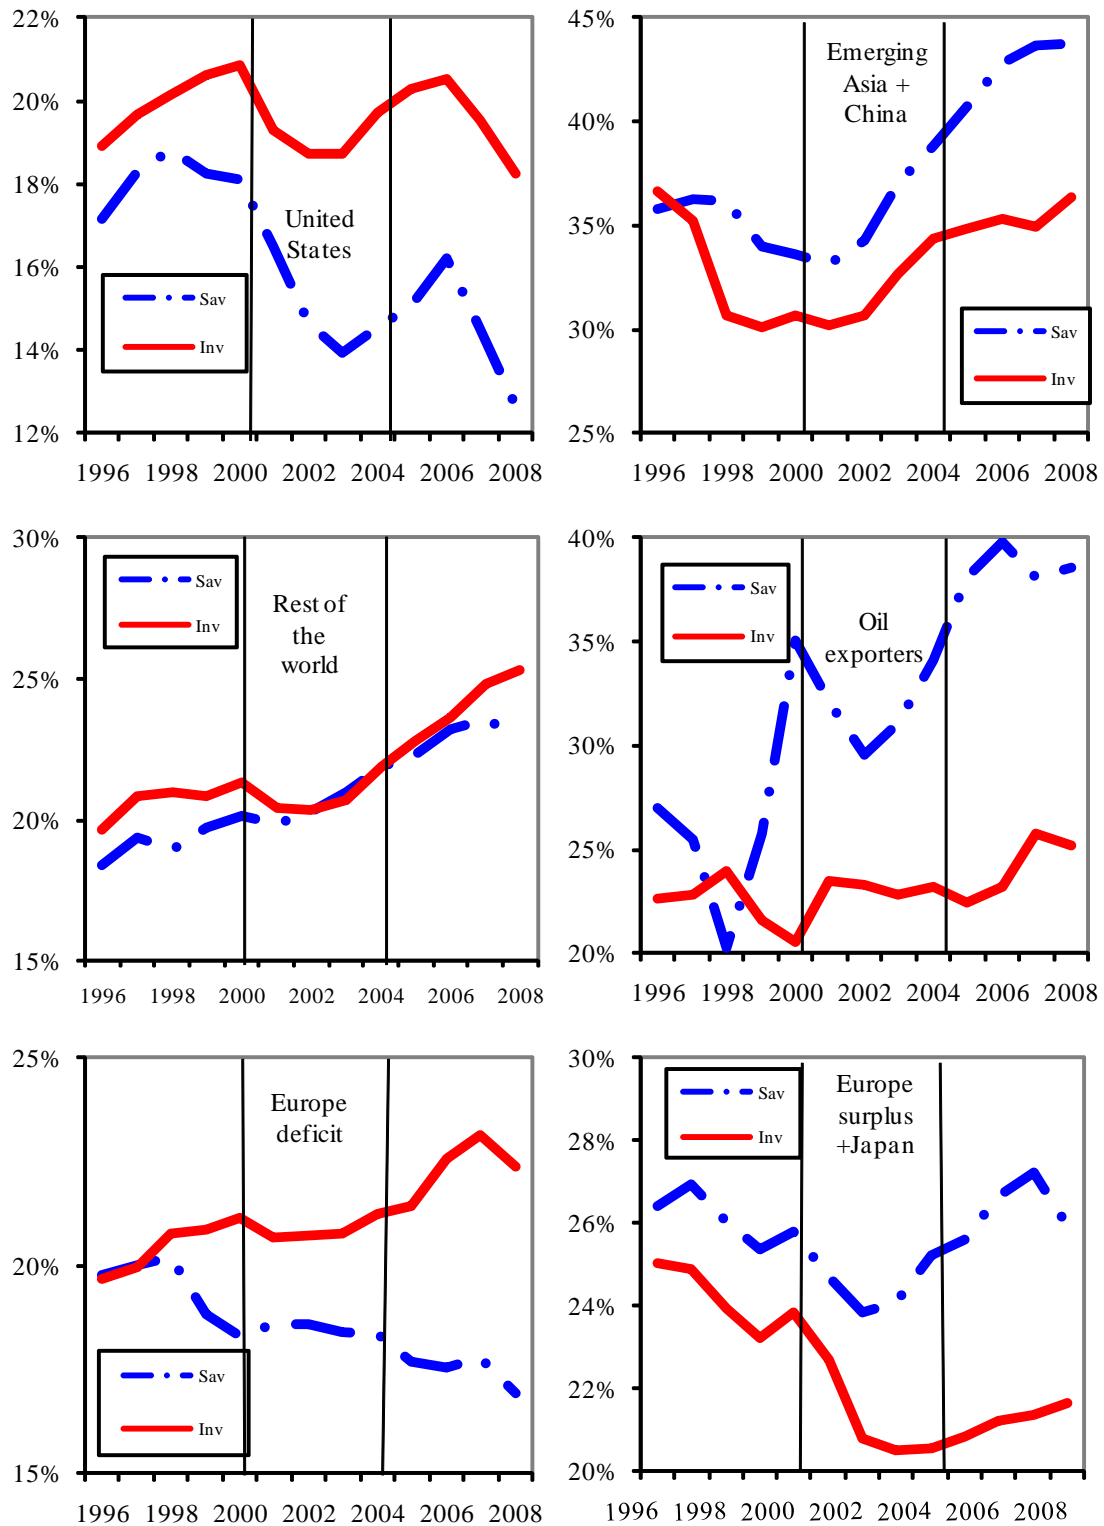 22%
20%
18%
16%
14%
12%
United
States
Sav
Inv
1996 1998 2000 2002 2004 2006 2008
45%
40%
35%
30%
25%
Emerging
Asia +
China
Sav
Inv
1996 1998 2000 2002 2004 2006 2008
30%
25%
20%
15%
Sav
Inv
Rest of
the
world
1996 1998 2000 2002 2004 2006 2008
40%
35%
30%
25%
20%
Sav
Inv
Oil
exporters
1996 1998 2000 2002 2004 2006 2008
25%
20%
15%
Europe
deficit
Sav
Inv
1996 1998 2000 2002 2004 2006 2008
30%
28%
26%
24%
22%
20%
Sav
Inv
Europe
surplus
+Japan
1996 1998 2000 2002 2004 2006 2008